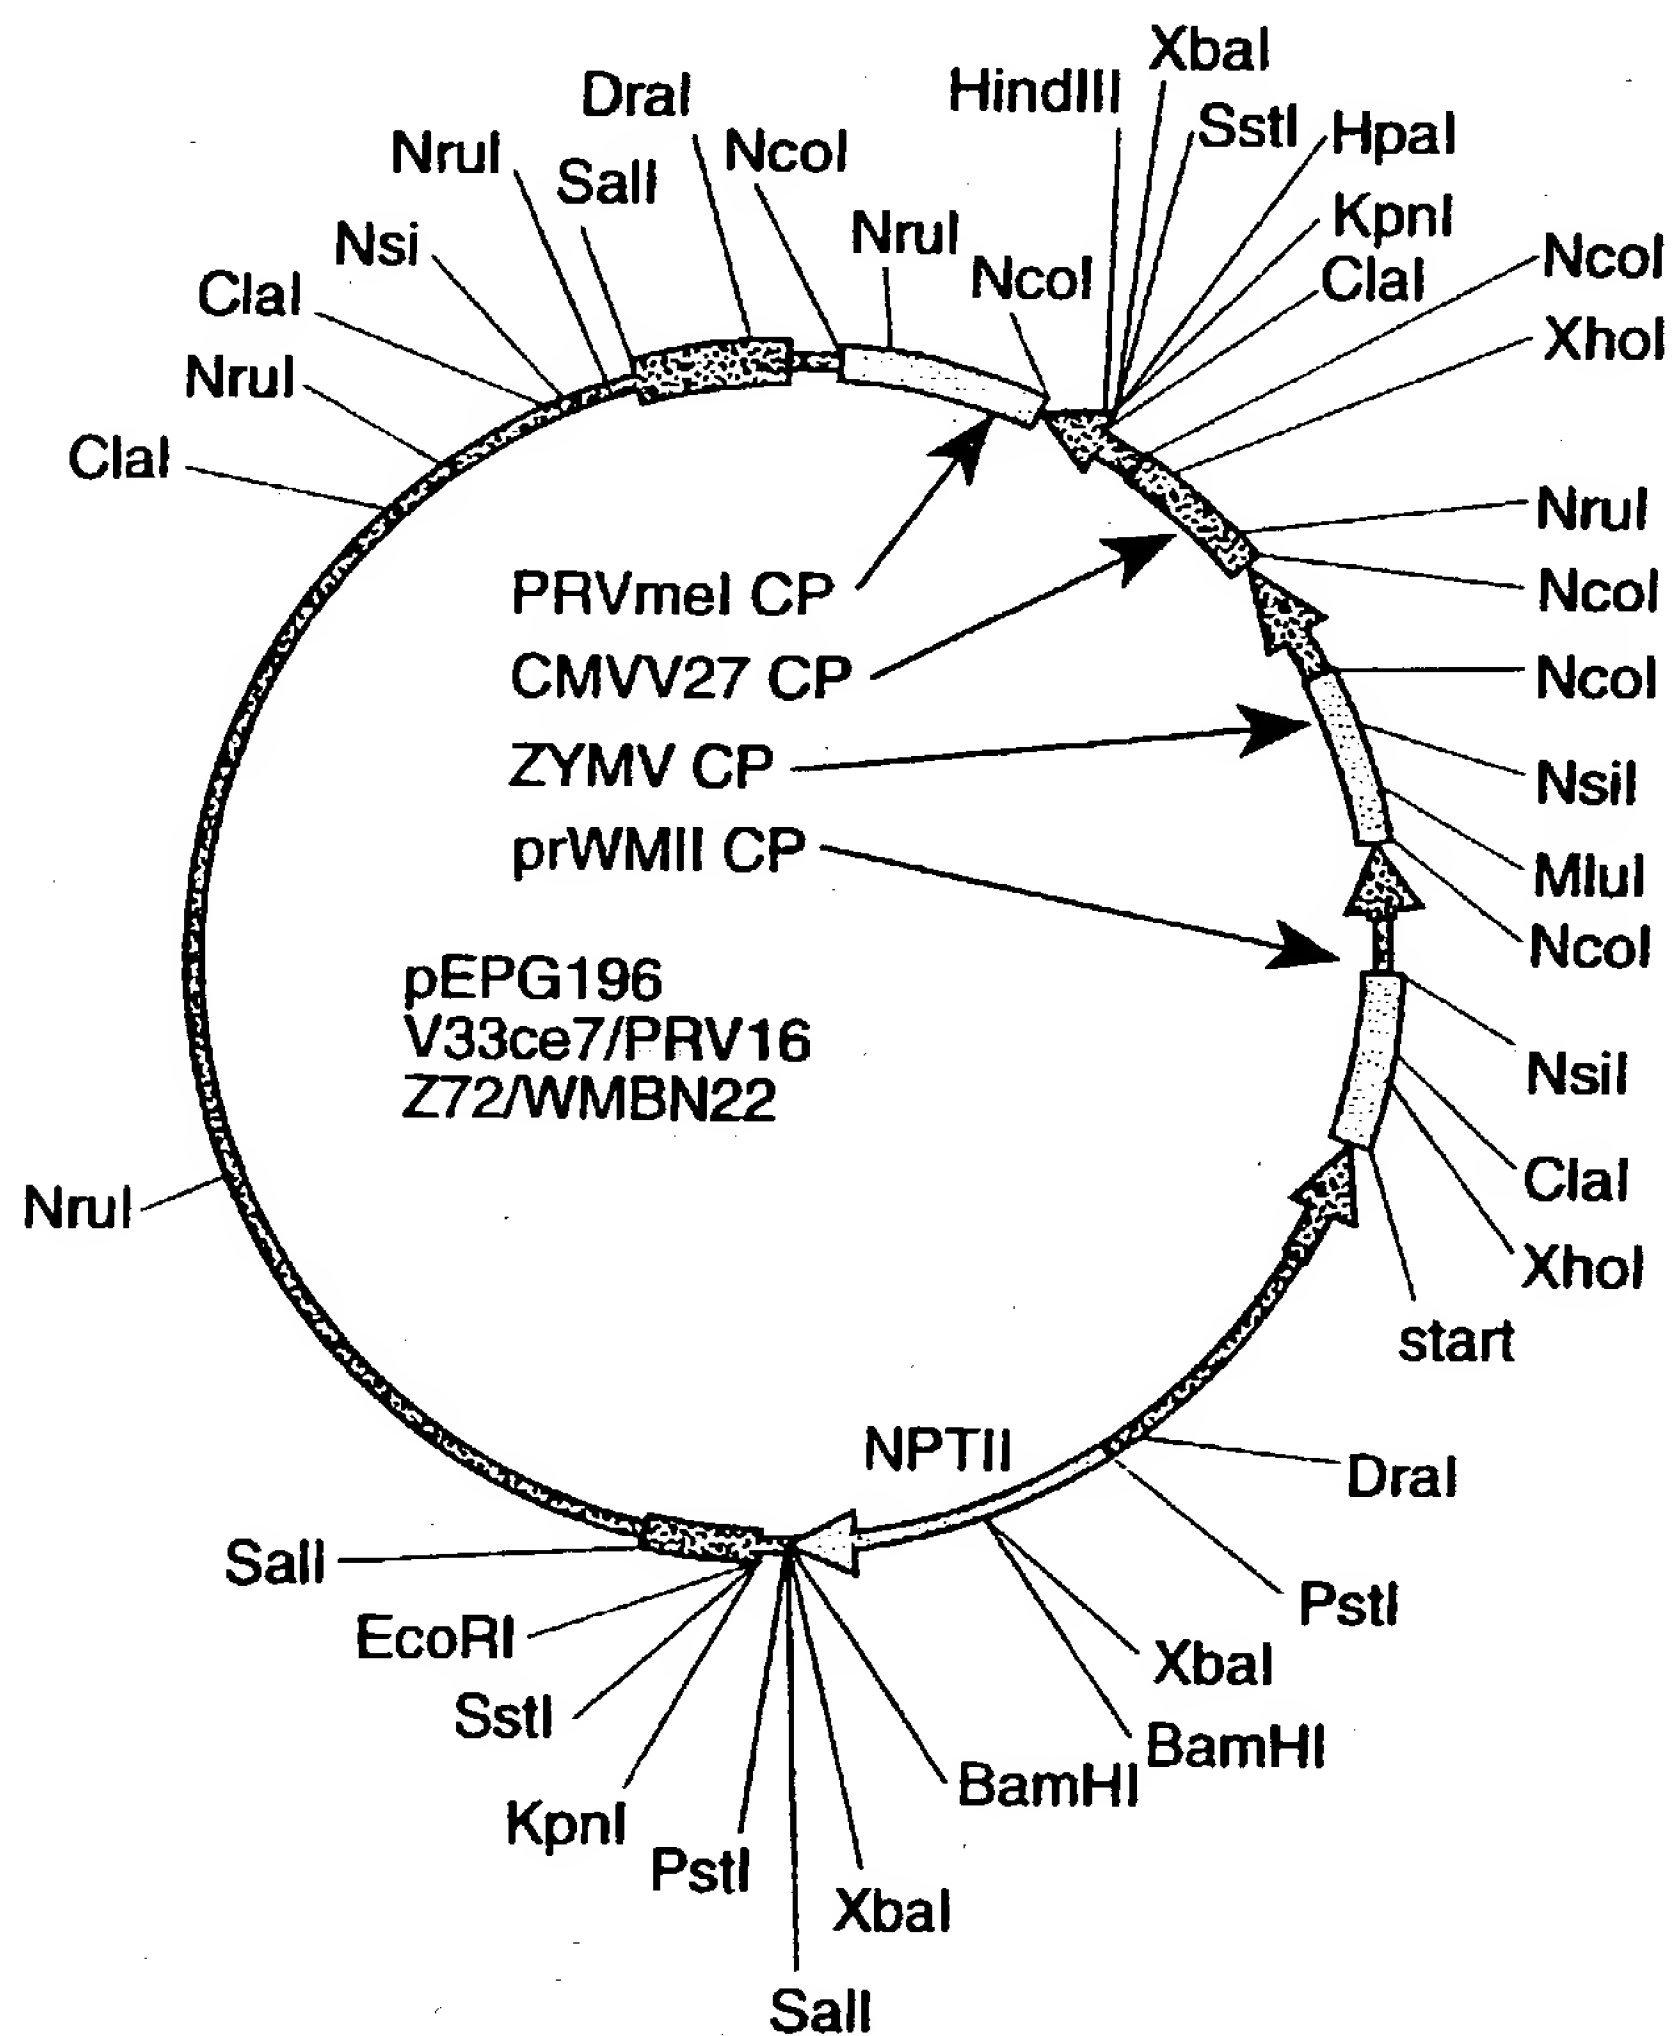 XbaI
HindIII
DraI
SstI
HpaI
NcoI
NruI
SalI
KpnI
NruI
Nsi
NcoI
ClaI
NcoI
ClaI
XhoI
NruI
ClaI
NruI
PRVmeI CP
NcoI
CMVV27 CP
NcoI
ZYMV CP
NsiI
prWMII CP
MluI
NcoI
pEPG196
V33ce7/PRV16
Z72/WMBN22
NsiI
ClaI
NruI
XhoI
start
NPTII
DraI
SalI
PstI
EcoRI
XbaI
SstI
BamHI
BamHI
KpnI
PstI
XbaI
SalI